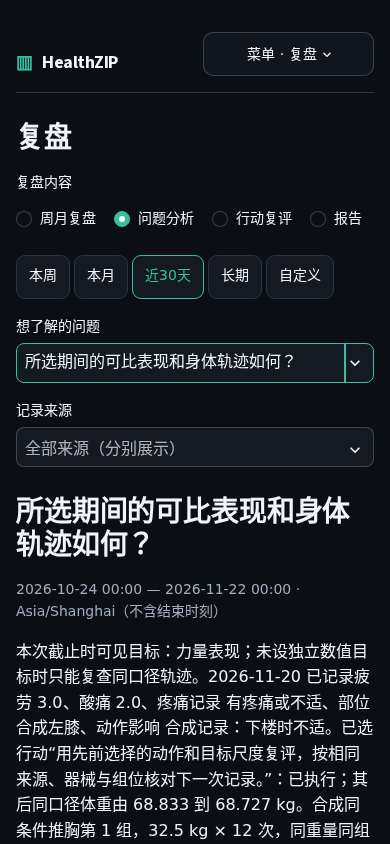 HealthZIP
菜单 · 复盘
复盘
复盘内容
周月复盘
问题分析
行动复评
报告
本周
本月
近30天
长期
自定义
想了解的问题
所选期间的可比表现和身体轨迹如何？
记录来源
全部来源（分别展示）
所选期间的可比表现和身体
轨迹如何？
2026-10-24 00:00 — 2026-11-22 00:00 ·
Asia/Shanghai（不含结束时刻）
本次截止时可见目标：力量表现；未设独立数值目
标时只能复查同口径轨迹。2026-11-20 已记录疲
劳 3.0、酸痛 2.0、疼痛记录 有疼痛或不适、部位
合成左膝、动作影响 合成记录：下楼时不适。已选
行动“用先前选择的动作和目标尺度复评，按相同
来源、器械与组位核对下一次记录。”：已执行；其
后同口径体重由 68.833 到 68.727 kg。合成同
条件推胸第 1 组，32.5 kg × 12 次，同重量同组